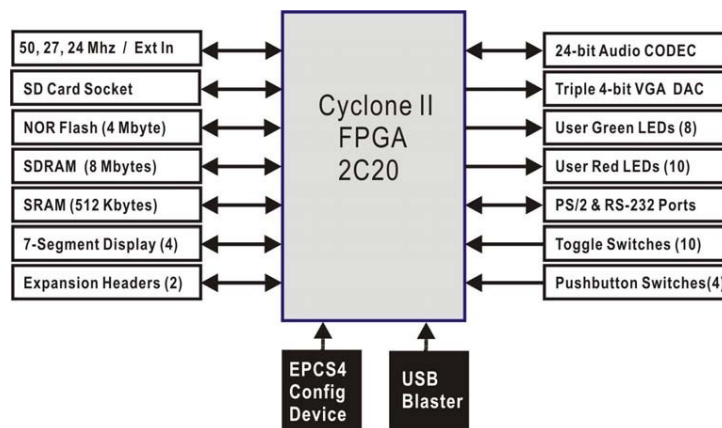 50, 27, 24 Mhz / Ext In
SD Card Socket
NOR Flash (4 Mbyte)
SDRAM (8 Mbytes)
SRAM (512 Kbytes)
7-Segment Display (4)
Expansion Headers (2)
Cyclone II
FPGA
2C20
24-bit Audio CODEC
Triple 4-bit VGA DAC
User Green LEDs (8)
User Red LEDs (10)
PS/2 & RS-232 Ports
Toggle Switches (10)
Pushbutton Switches(4)
EPCS4
Config
Device
USB
Blaster